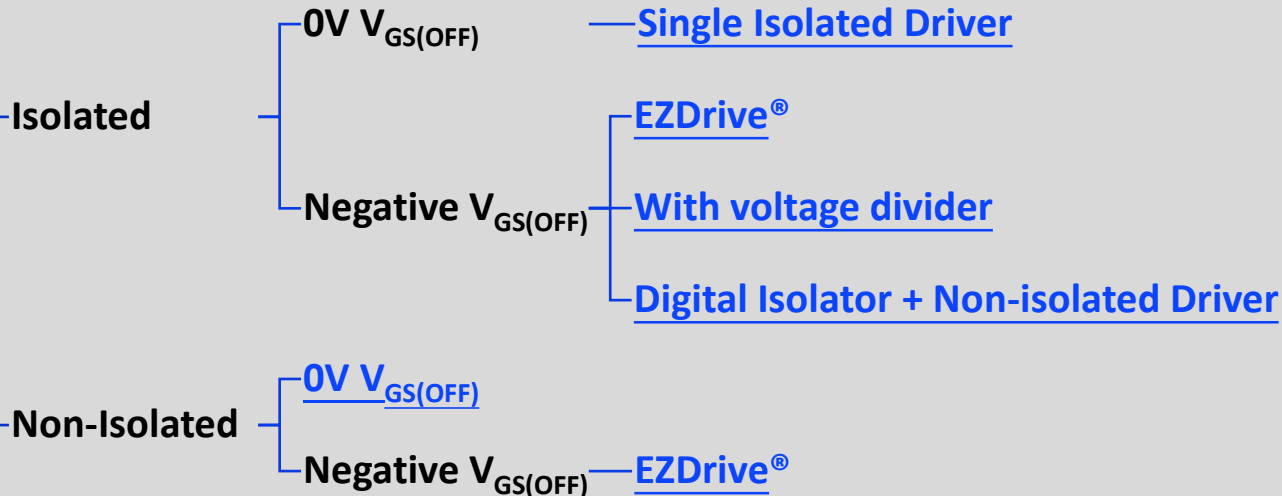 0V VGS(OFF)
Single Isolated Driver
Isolated
EZDrive®
Negative VGS(OFF)
With voltage divider
Digital Isolator + Non-isolated Driver
0V VGS(OFF)
Non-Isolated
Negative VGS(OFF)
EZDrive®